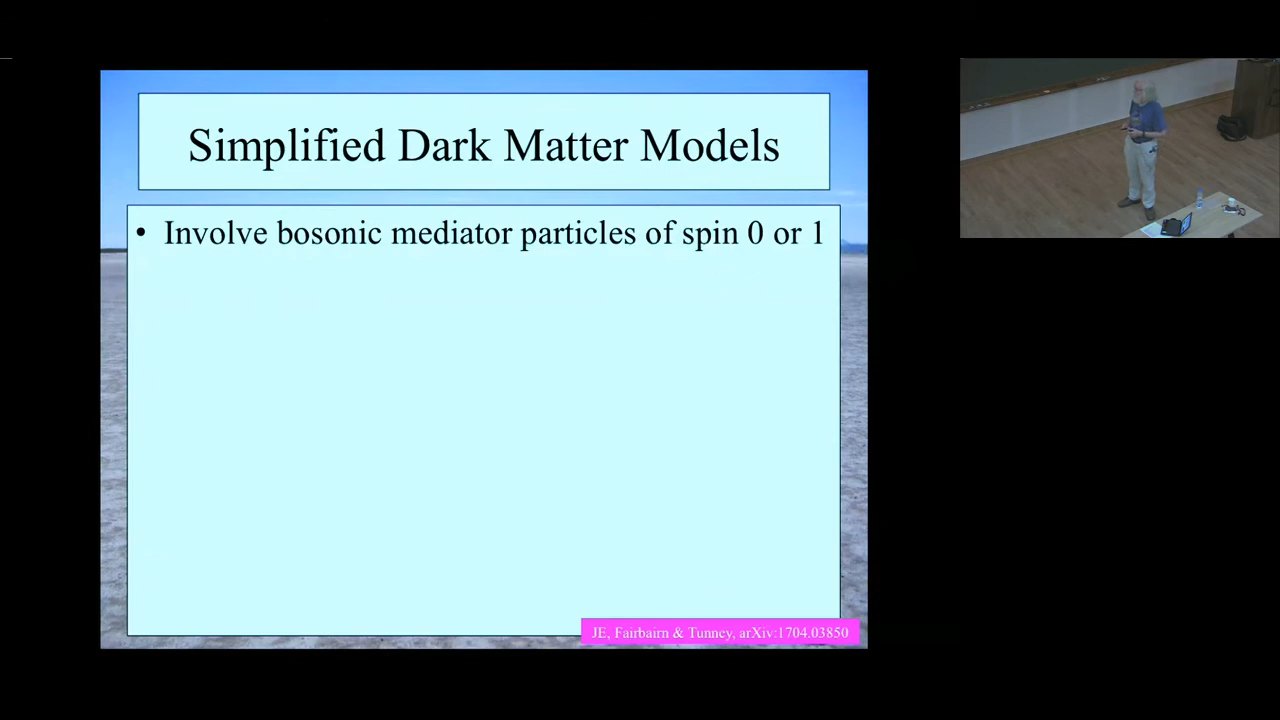 Simplified Dark Matter Models
• Involve bosonic mediator particles of spin 0 or 1
JE, Fairbairn & Tunney, arXiv:1704.03850